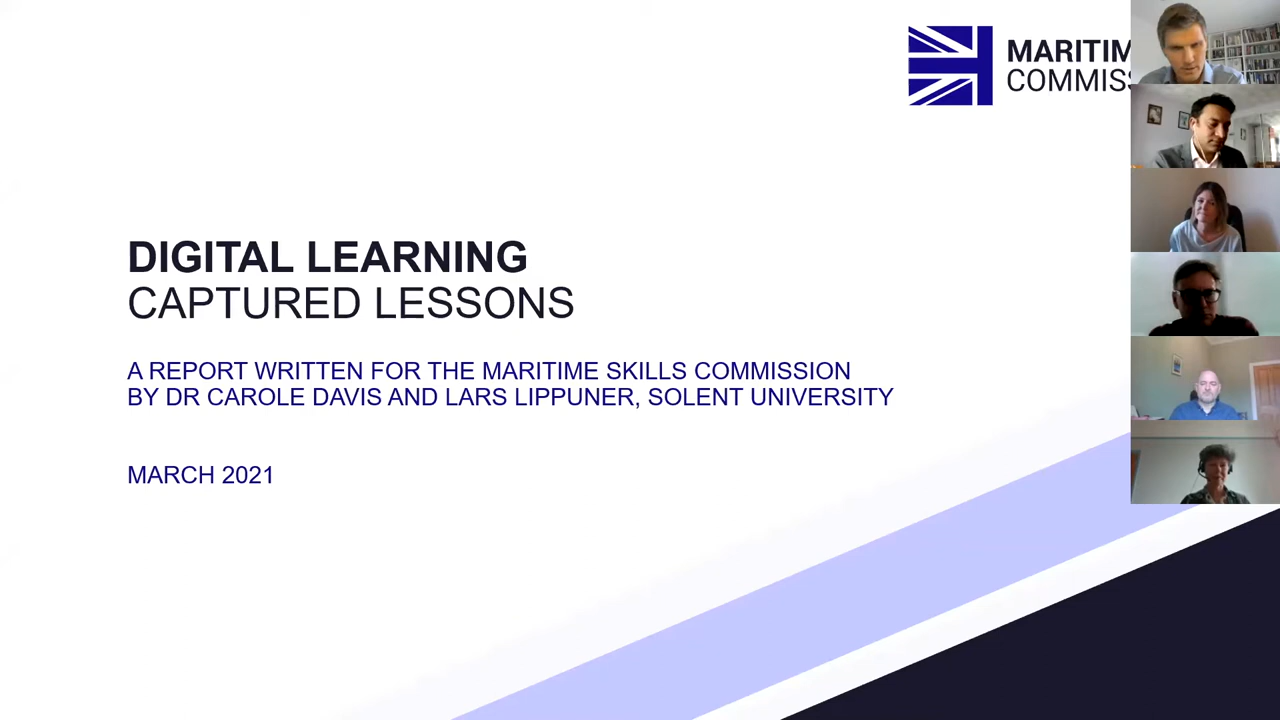 COMMISS
DIGITAL LEARNING
CAPTURED LESSONS
A REPORT WRITTEN FOR THE MARITIME SKILLS COMMISSION
BY DR CAROLE DAVIS AND LARS LIPPUNER, SOLENT UNIVERSITY
MARCH 2021